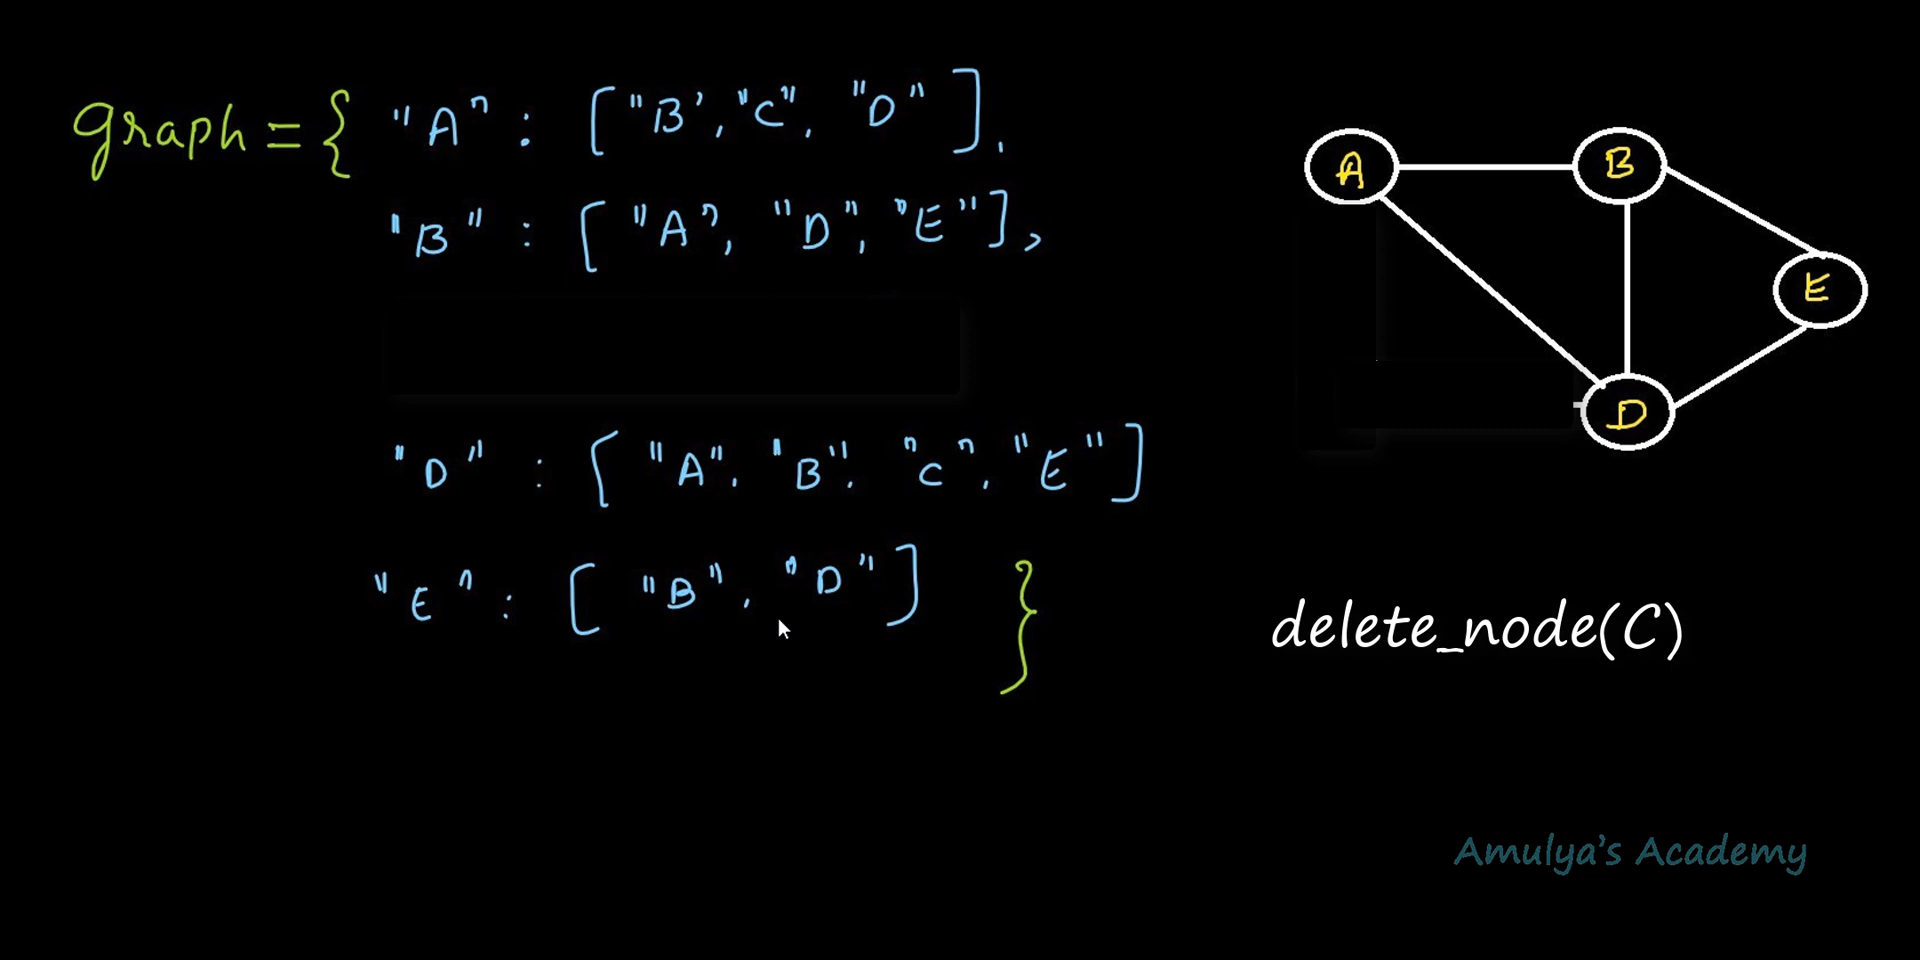 graph = { "A" : ["B', "C", "D"],
"B" : ["A", "D", "E"],
"D" : ["A", "B", "C", "E"]
"E" : ["B", "D"] }
A
B
E
D
delete_node(C)
Amulya's Academy